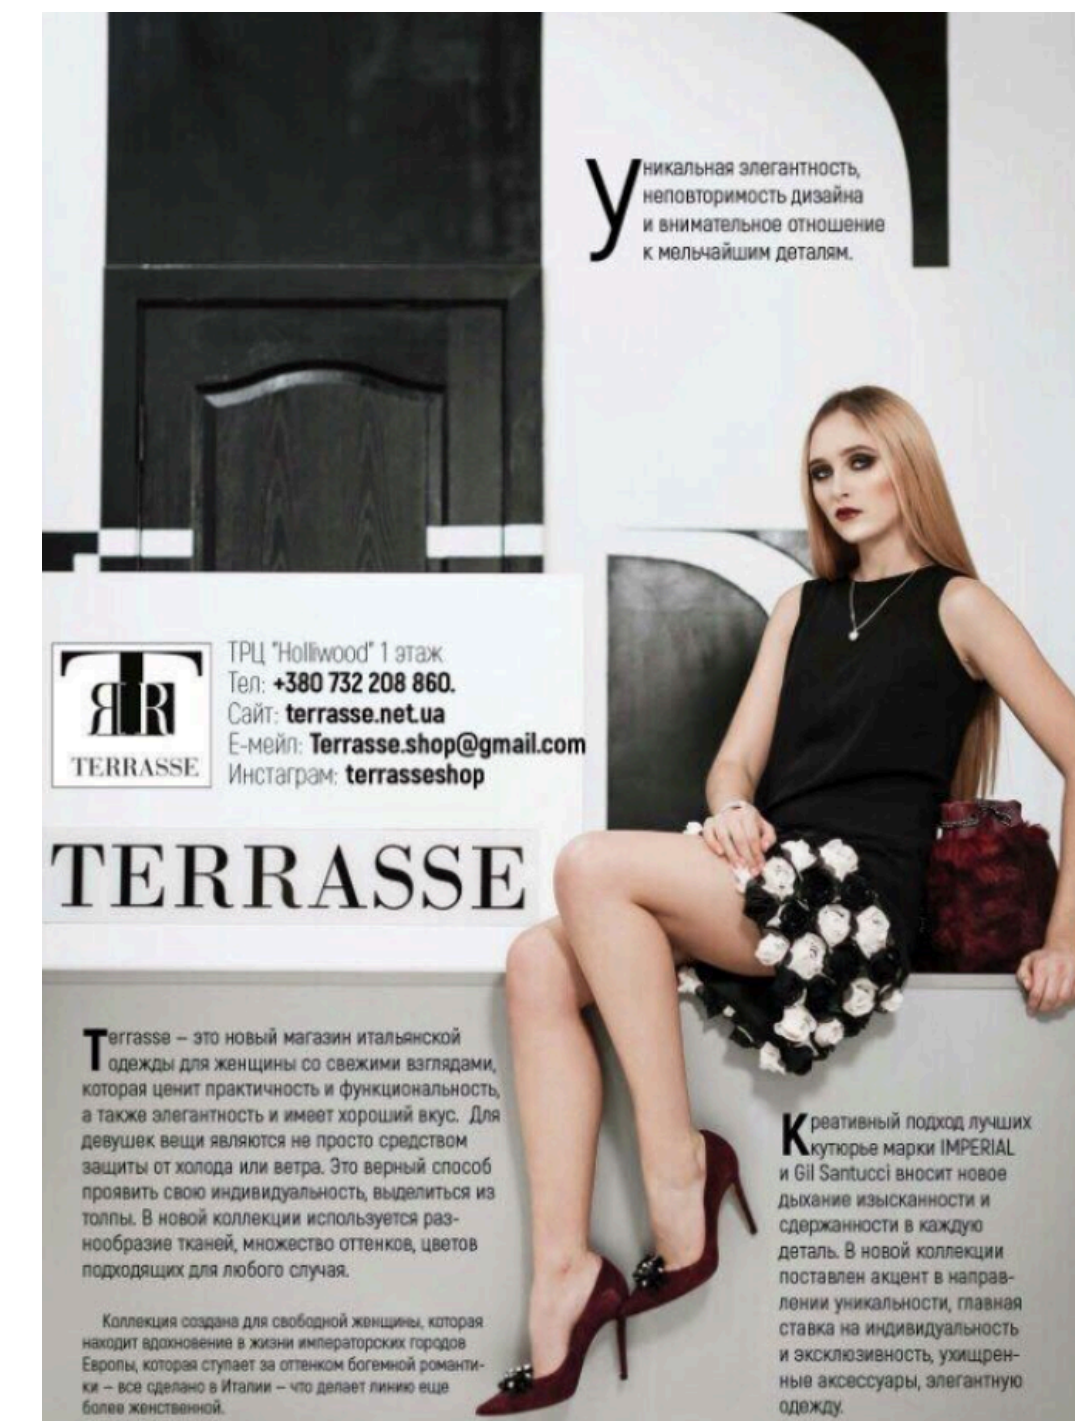 Уникальная элегантность,
неповторимость дизайна
и внимательное отношение
к мельчайшим деталям.
TERRASSE
ТРЦ "Holliwood" 1 этаж
Тел: +380 732 208 860.
Сайт: terrasse.net.ua
Е-мейл: Terrasse.shop@gmail.com
Инстаграм: terrasseshop
TERRASSE
Terrasse – это новый магазин итальянской
одежды для женщины со свежими взглядами,
которая ценит практичность и функциональность,
а также элегантность и имеет хороший вкус. Для
девушек вещи являются не просто средством
защиты от холода или ветра. Это верный способ
проявить свою индивидуальность, выделиться из
толпы. В новой коллекции используется раз-
нообразие тканей, множество оттенков, цветов
подходящих для любого случая.
Коллекция создана для свободной женщины, которая
находит вдохновение в жизни императорских городов
Европы, которая ступает за оттенком богемной романти-
ки – все сделано в Италии – что делает линию еще
более женственной.
Креативный подход лучших
кутюрье марки IMPERIAL
и Gil Santucci вносит новое
дыхание изысканности и
сдержанности в каждую
деталь. В новой коллекции
поставлен акцент в направ-
лении уникальности, главная
ставка на индивидуальность
и эксклюзивность, ухищрен-
ные аксессуары, элегантную
одежду.